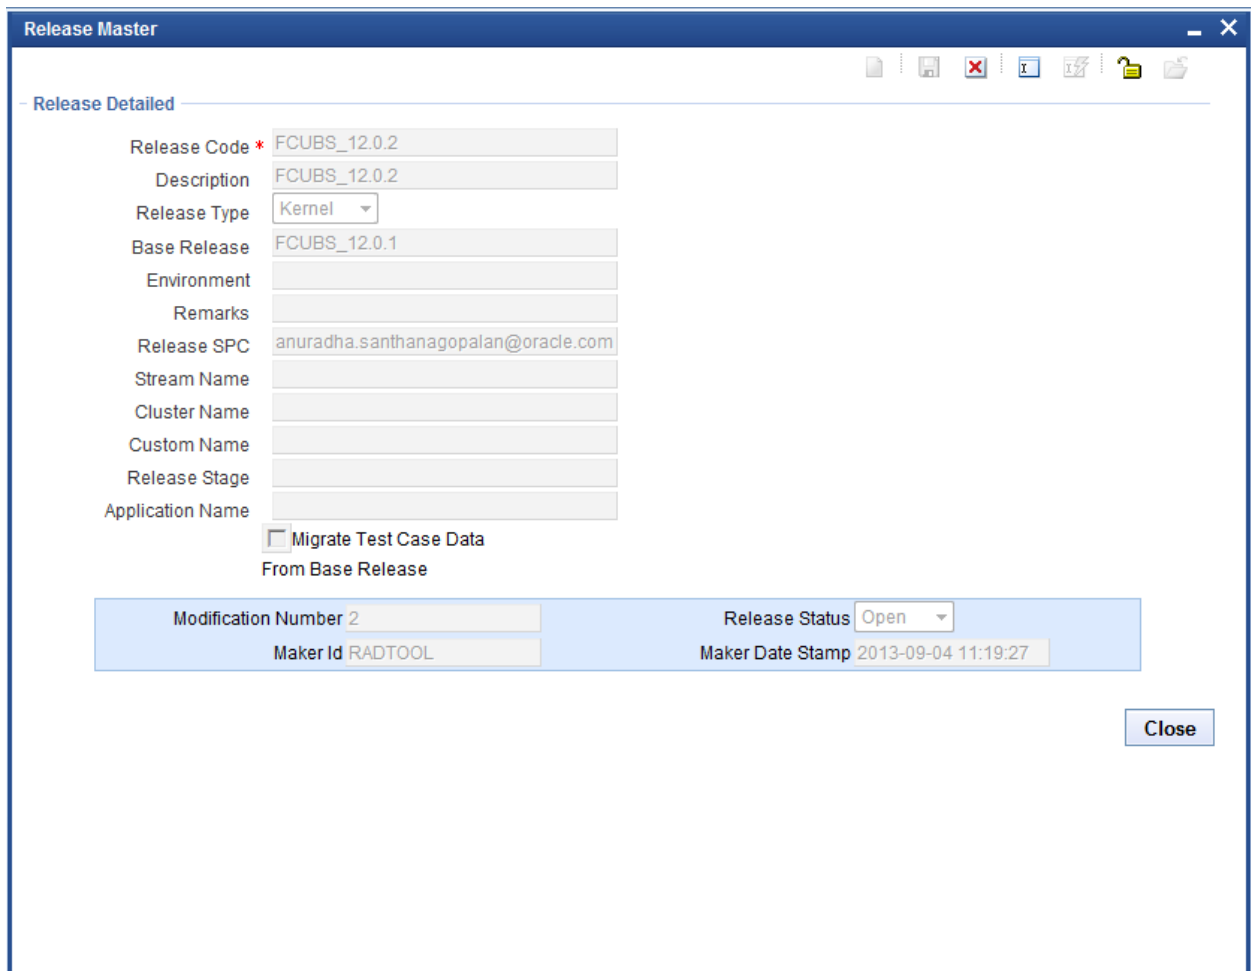 Release Master
Release Detailed
Release Code * FCUBS_12.0.2
Description FCUBS_12.0.2
Release Type Kernel
Base Release FCUBS_12.0.1
Environment
Remarks
Release SPC anuradha.santhanagopalan@oracle.com
Stream Name
Cluster Name
Custom Name
Release Stage
Application Name
Migrate Test Case Data
From Base Release
Modification Number 2 Release Status Open
Maker Id RADTOOL Maker Date Stamp 2013-09-04 11:19:27
Close